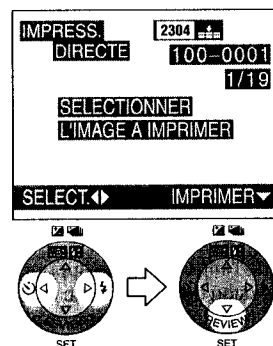 IMPRESS. 2304
DIRECTE 100-0001
1/19
SELECTIONNER
L'IMAGE A IMPRIMER
SELECT. IMPRIMER
REVIEW
SET SET